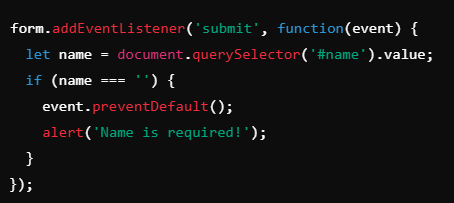 form.addEventListener('submit', function(event) {
  let name = document.querySelector('#name').value;
  if (name === '') {
    event.preventDefault();
    alert('Name is required!');
  }
});